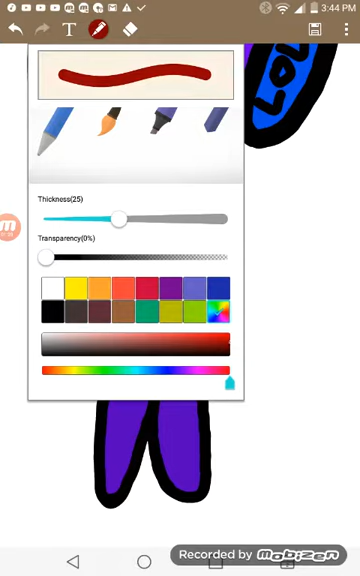 3:44 PM
T
LOL
Thickness(25)
Transparency(0%)
Recorded by mobizen